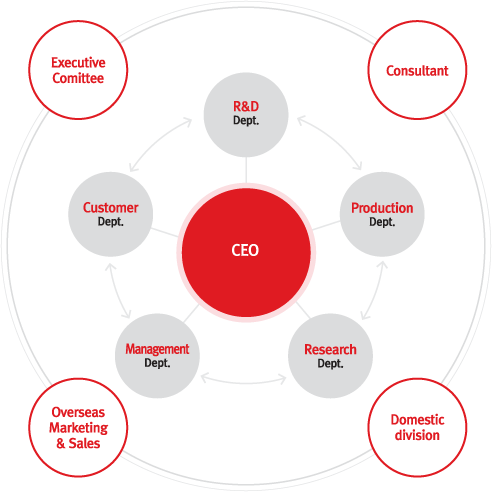 Executive
Comittee
Consultant
R&D
Dept.
Customer
Dept.
Production
Dept.
CEO
Management
Dept.
Research
Dept.
Overseas
Marketing
& Sales
Domestic
division